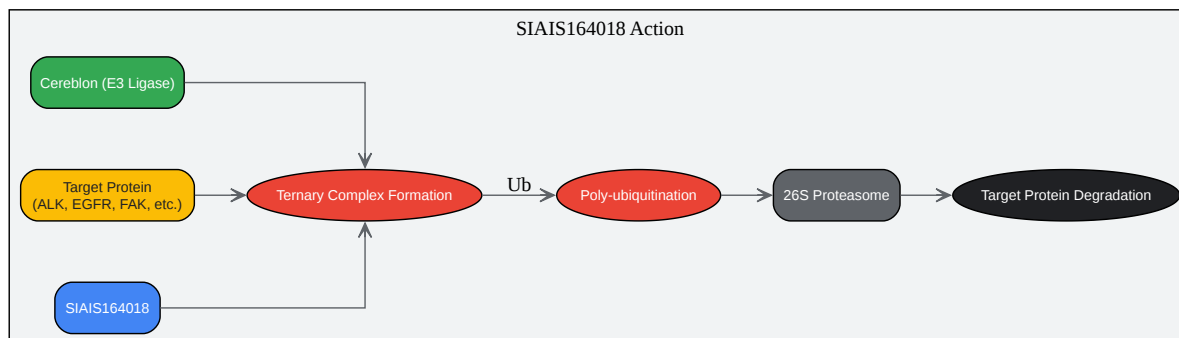 SIAIS164018 Action
Cereblon (E3 Ligase)
Target Protein
(ALK, EGFR, FAK, etc.)
SIAIS164018
Ternary Complex Formation
Ub
Poly-ubiquitination
26S Proteasome
Target Protein Degradation